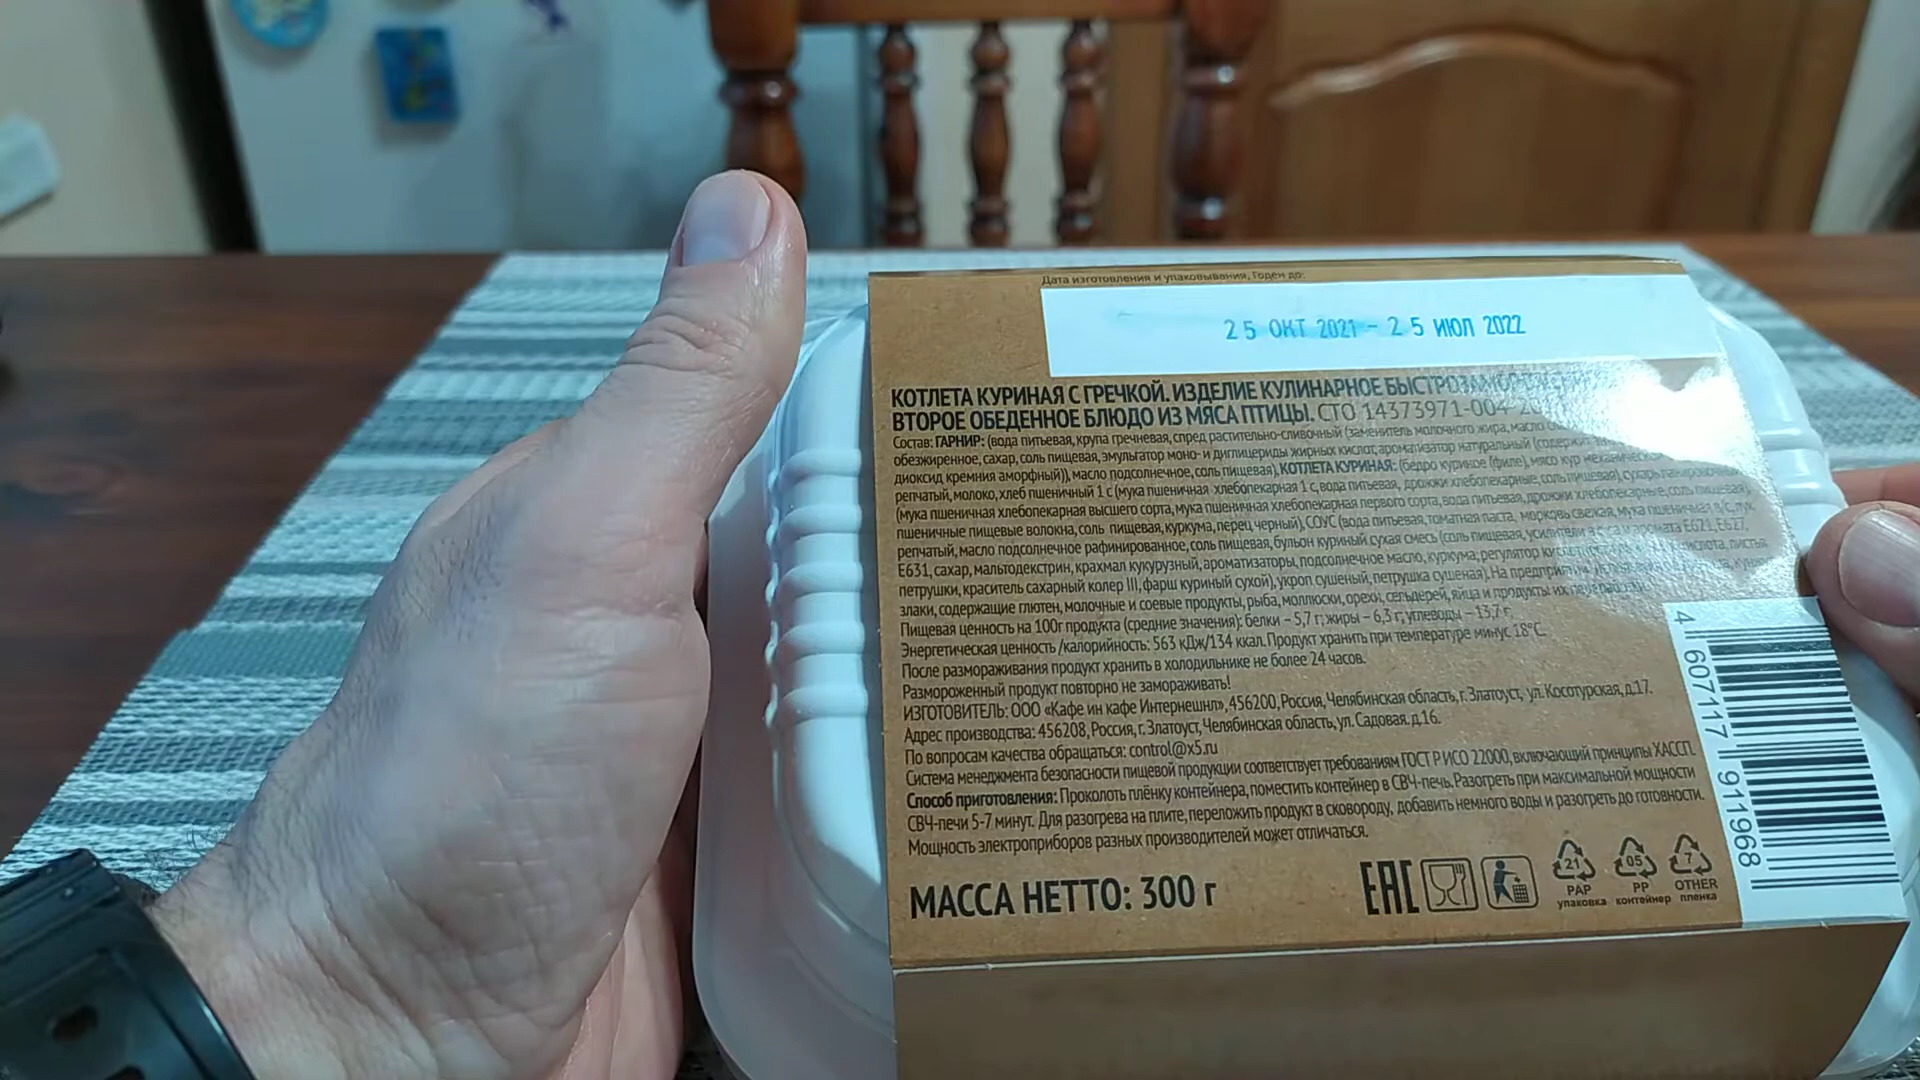 Дата изготовления и упаковывания, Годен до:
25 ОКТ 2021 - 25 ИЮЛ 2022
КОТЛЕТА КУРИНАЯ С ГРЕЧКОЙ. ИЗДЕЛИЕ КУЛИНАРНОЕ
ВТОРОЕ ОБЕДЕННОЕ БЛЮДО ИЗ МЯСА ПТИЦЫ. СТО 14373971-004-
Состав: ГАРНИР: (вода питьевая, крупа гречневая, спред растительно-сливочный (заменитель молочного жира, масло
обезжиренное, сахар, соль пищевая, эмульгатор моно- и диглицериды жирных кислот, ароматизатор натуральный (содержит
диоксид кремния аморфный)), масло подсолнечное, соль пищевая), КОТЛЕТА КУРИНАЯ: (бедро куриное (филе), мясо кур
репчатый, молоко, хлеб пшеничный 1 с (мука пшеничная хлебопекарная 1 с, вода питьевая, дрожжи хлебопекарные, соль пищевая), сухарь
(мука пшеничная хлебопекарная высшего сорта, мука пшеничная хлебопекарная первого сорта, вода питьевая, дрожжи хлебопекарные, соль пищевая),
пшеничные пищевые волокна, соль пищевая, куркума, перец черный), СОУС (вода питьевая, томатная паста, морковь свежая, мука пшеничная в/с, лук
репчатый, масло подсолнечное рафинированное, соль пищевая, бульон куриный сухая смесь (соль пищевая, усилители вкуса и аромата Е621, Е627,
Е631, сахар, мальтодекстрин, крахмал кукурузный, ароматизаторы, подсолнечное масло, куркума; регулятор
петрушки, краситель сахарный колер III, фарш куриный сухой), укроп сушеный, петрушка сушеная). На
злаки, содержащие глютен, молочные и соевые продукты, рыба, моллюски, орехи, сельдерей, яйца и продукты их переработки.
Пищевая ценность на 100г продукта (средние значения): белки – 5,7 г; жиры – 6,3 г; углеводы – 13,7 г.
Энергетическая ценность /калорийность: 563 кДж/134 ккал. Продукт хранить при температуре минус 18°С.
После размораживания продукт хранить в холодильнике не более 24 часов.
Размороженный продукт повторно не замораживать!
ИЗГОТОВИТЕЛЬ: ООО «Кафе ин кафе Интернешнл», 456200, Россия, Челябинская область, г. Златоуст, ул. Косотурская, д.17.
Адрес производства: 456208, Россия, г. Златоуст, Челябинская область, ул. Садовая. д.16.
По вопросам качества обращаться: control@x5.ru
Система менеджмента безопасности пищевой продукции соответствует требованиям ГОСТ Р ИСО 22000, включающий принципы ХАССП.
Способ приготовления: Проколоть плёнку контейнера, поместить контейнер в СВЧ-печь. Разогреть при максимальной мощности
СВЧ-печи 5-7 минут. Для разогрева на плите, переложить продукт в сковороду, добавить немного воды и разогреть до готовности.
Мощность электроприборов разных производителей может отличаться.
МАССА НЕТТО: 300 г
EAC
21
PAP
упаковка
05
PP
контейнер
7
OTHER
пленка
4 607117 911968